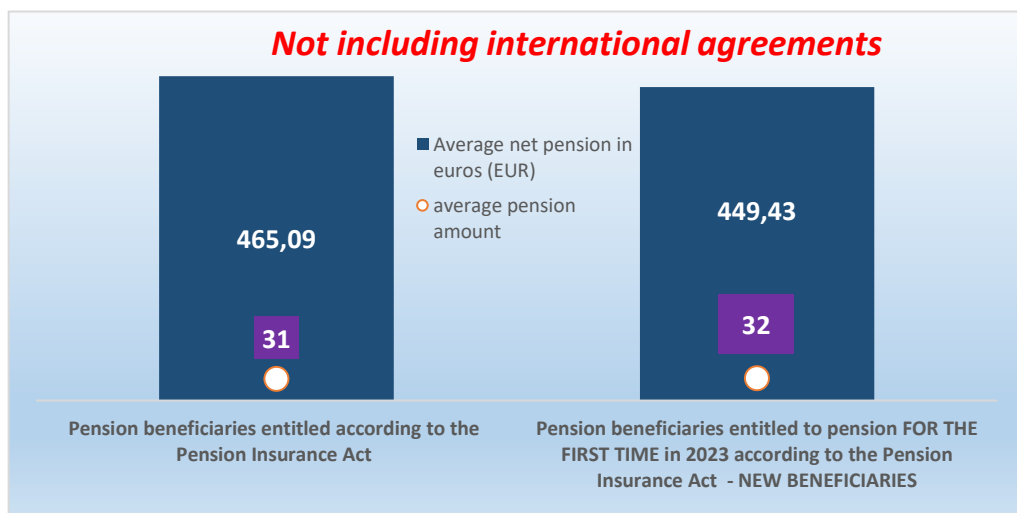 Not including international agreements
Average net pension in
euros (EUR)
average pension
amount
465,09
449,43
31
32
Pension beneficiaries entitled according to the
Pension Insurance Act
Pension beneficiaries entitled to pension FOR THE
FIRST TIME in 2023 according to the Pension
Insurance Act - NEW BENEFICIARIES